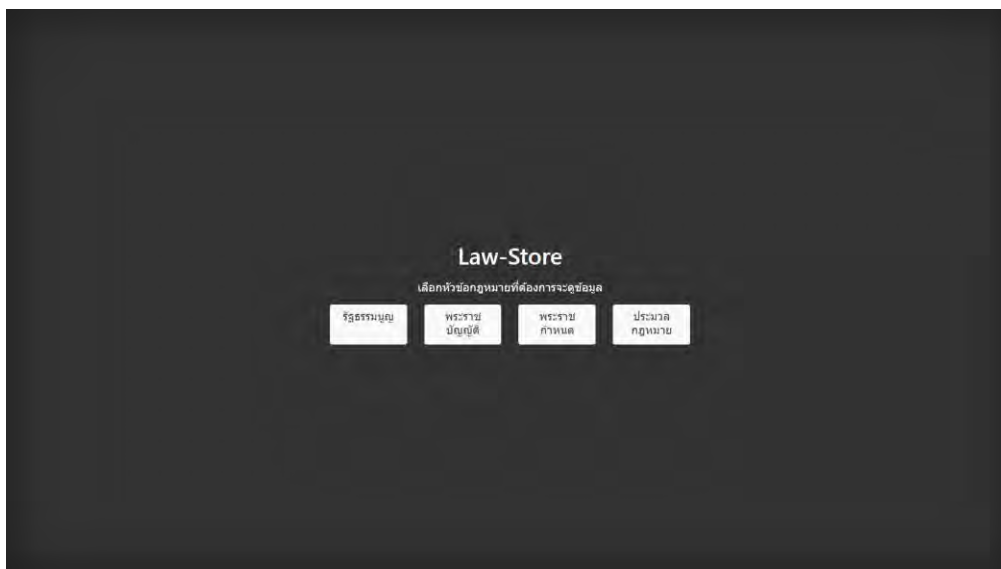 Law-Store
เลือกหัวข้อกฎหมายที่ต้องการจะดูข้อมูล
รัฐธรรมนูญ
พระราช
บัญญัติ
พระราช
กำหนด
ประมวล
กฎหมาย